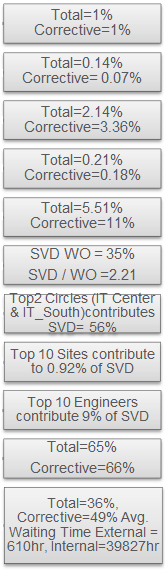 Total=1%
Corrective=1%
Total=0.14%
Corrective= 0.07%
Total=2.14%
Corrective=3.36%
Total=0.21%
Corrective=0.18%
Total=5.51%
Corrective=11%
SVD WO = 35%
SVD / WO =2.21
Top2 Circles (IT Center
& IT_South)contributes
SVD= 56%
Top 10 Sites contribute
to 0.92% of SVD
Top 10 Engineers
contribute 9% of SVD
Total=65%
Corrective=66%
Total=36%,
Corrective=49% Avg.
Waiting Time External =
610hr, Internal=39827hr